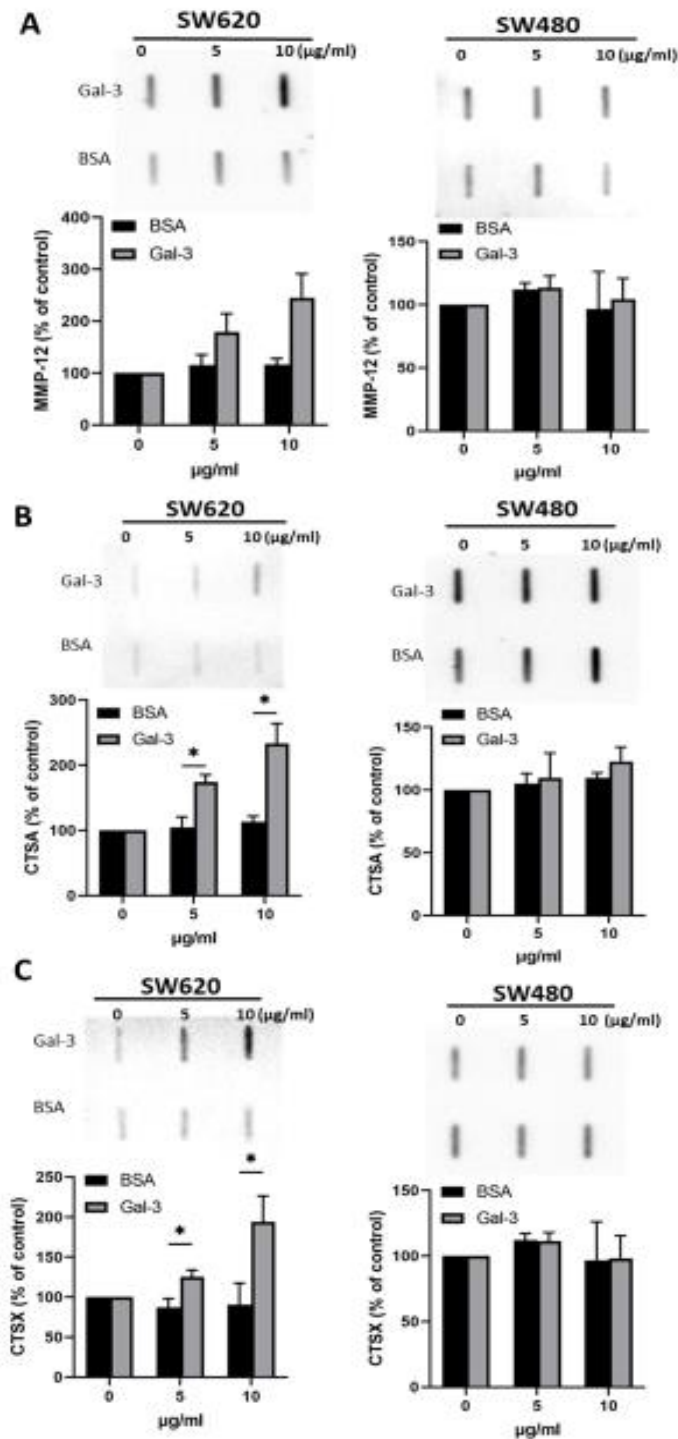 A
SW620
0 5 10 (µg/ml)
Gal-3
BSA
400
300
200
100
0
MMP-12 (% of control)
BSA
Gal-3
0 5 10
µg/ml
SW480
0 5 10 (µg/ml)
150
100
50
0
MMP-12 (% of control)
BSA
Gal-3
0 5 10
µg/ml
B
SW620
0 5 10 (µg/ml)
Gal-3
BSA
300
200
100
0
CTSA (% of control)
BSA
Gal-3
* *
0 5 10
µg/ml
SW480
0 5 10 (µg/ml)
Gal-3
BSA
150
100
50
0
CTSA (% of control)
BSA
Gal-3
0 5 10
µg/ml
C
SW620
0 5 10 (µg/ml)
Gal-3
BSA
250
200
150
100
50
0
CTSX (% of control)
BSA
Gal-3
* *
0 5 10
µg/ml
SW480
0 5 10 (µg/ml)
150
100
50
0
CTSX (% of control)
BSA
Gal-3
0 5 10
µg/ml